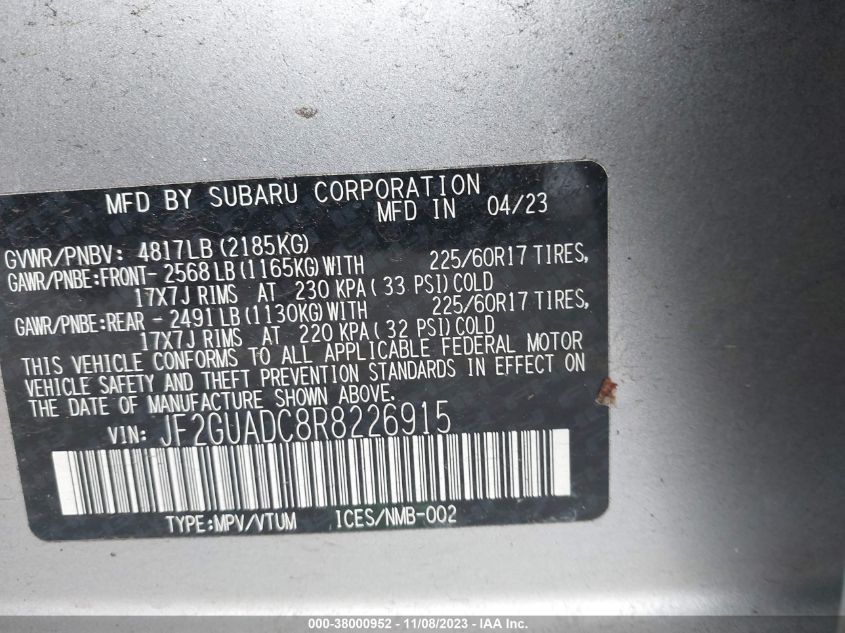 MFD BY SUBARU CORPORATION
MFD IN 04/23
GVWR/PNBV: 4817LB (2185KG)
GAWR/PNBE:FRONT- 2568LB (1165KG) WITH 225/60R17 TIRES,
17X7J RIMS AT 230 KPA( 33 PSI) COLD
GAWR/PNBE:REAR - 2491LB (1130KG) WITH 225/60R17 TIRES,
17X7J RIMS AT 220 KPA( 32 PSI) COLD
THIS VEHICLE CONFORMS TO ALL APPLICABLE FEDERAL MOTOR
VEHICLE SAFETY AND THEFT PREVENTION STANDARDS IN EFFECT ON
THE DATE OF MANUFACTURE SHOWN ABOVE.
VIN: JF2GUADC8R8226915
TYPE:MPV/VTUM ICES/NMB-002
000-38000952 - 11/08/2023 - IAA Inc.